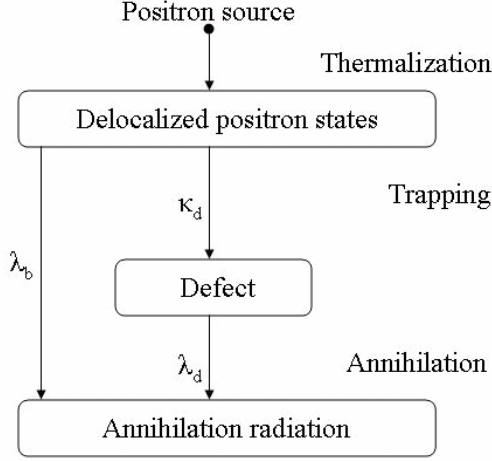 Positron source
Thermalization
Delocalized positron states
Trapping
κd
λb
Defect
λd
Annihilation
Annihilation radiation